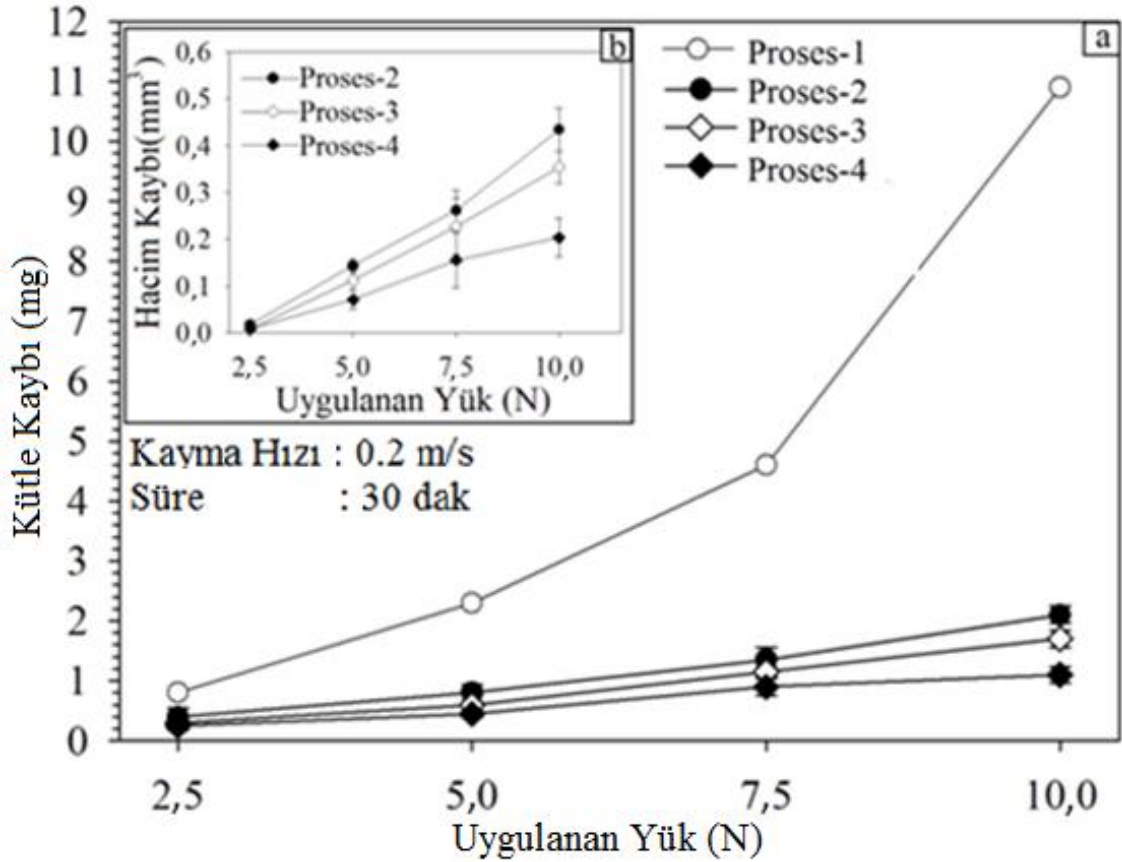 12
11
10
9
8
7
6
5
4
3
2
1
0
Kütle Kaybı (mg)
2,5 5,0 7,5 10,0
Uygulanan Yük (N)
a
Proses-1
Proses-2
Proses-3
Proses-4
b
0,6
0,5
0,4
0,3
0,2
0,1
0,0
Hacim Kaybı(mm³)
Proses-2
Proses-3
Proses-4
2,5 5,0 7,5 10,0
Uygulanan Yük (N)
Kayma Hızı : 0.2 m/s
Süre : 30 dak